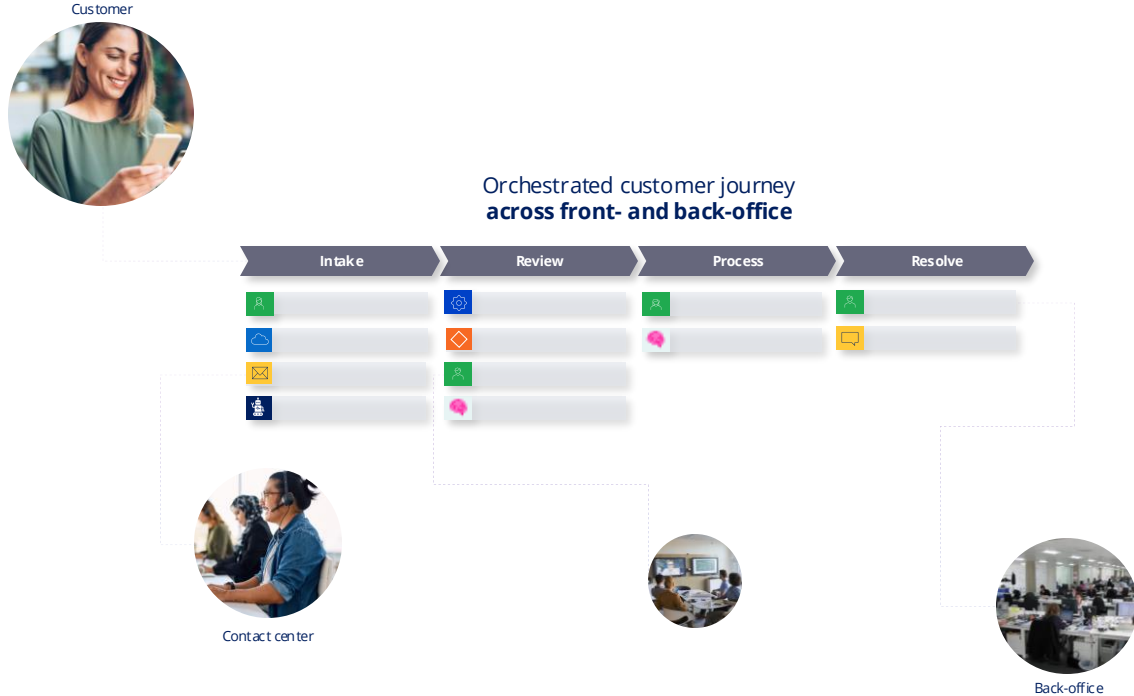 Customer
Orchestrated customer journey
across front- and back-office
Intake
Review
Process
Resolve
Contact center
Back-office